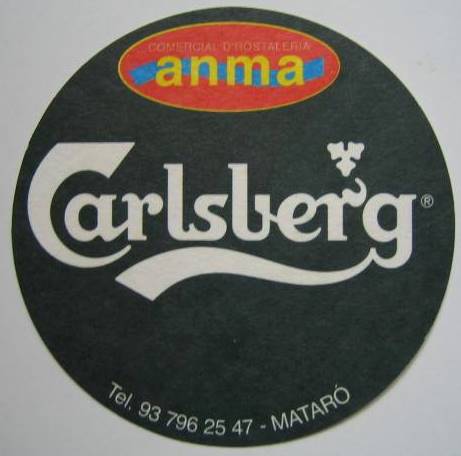 COMERCIAL D'HOSTALERIA
anma
Carlsberg®
Tel. 93 796 25 47 - MATARÓ